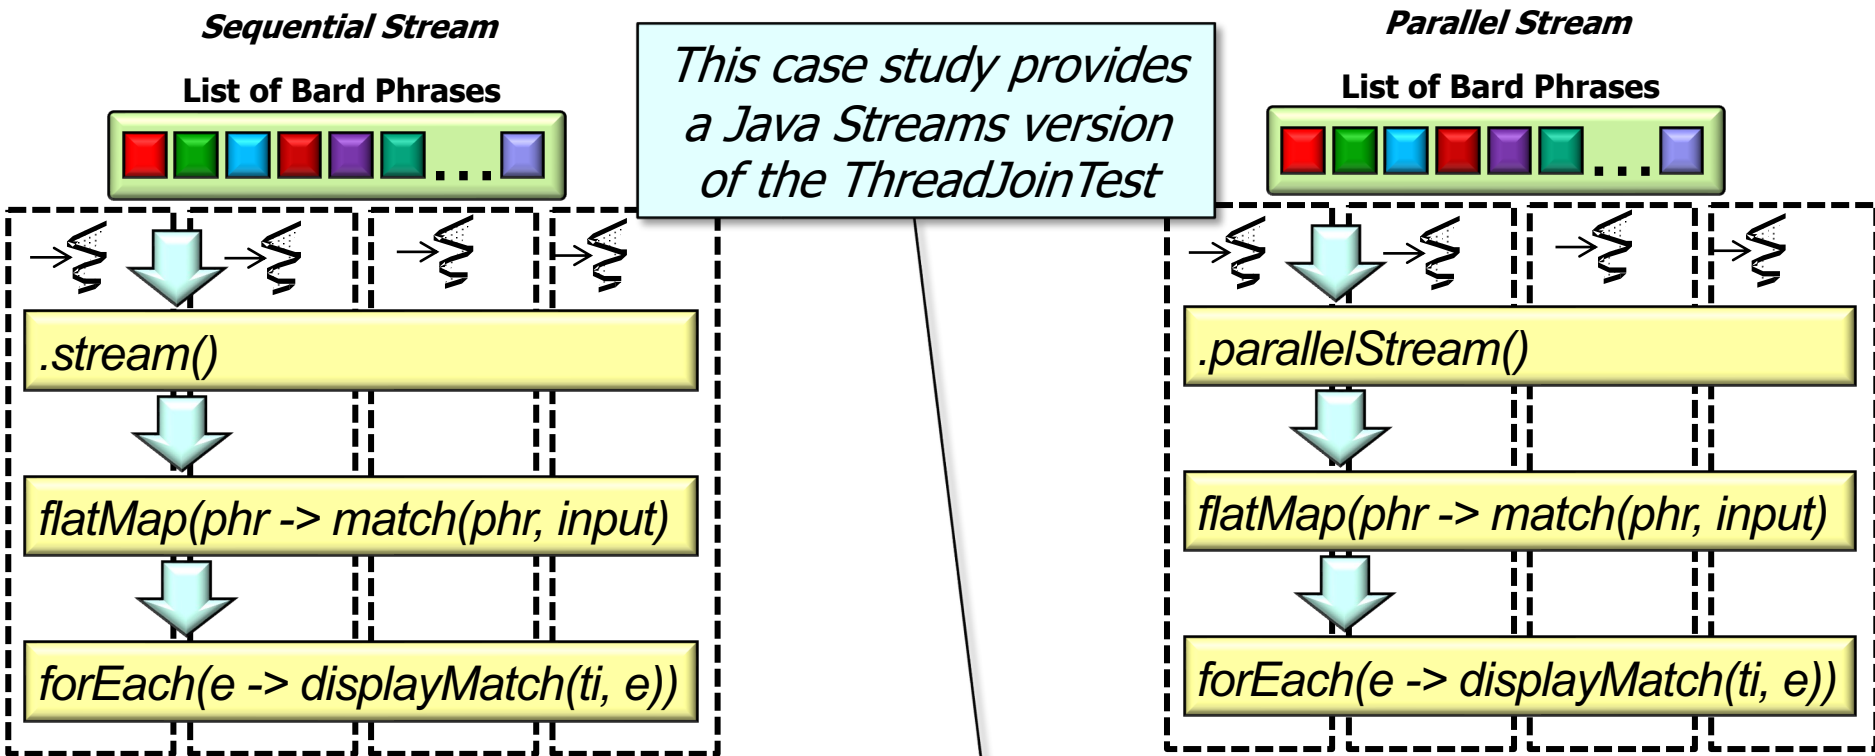 Sequential Stream
List of Bard Phrases
...
.stream()
flatMap(phr -> match(phr, input)
forEach(e -> displayMatch(ti, e))
This case study provides
a Java Streams version
of the ThreadJoinTest
Parallel Stream
List of Bard Phrases
...
.parallelStream()
flatMap(phr -> match(phr, input)
forEach(e -> displayMatch(ti, e))